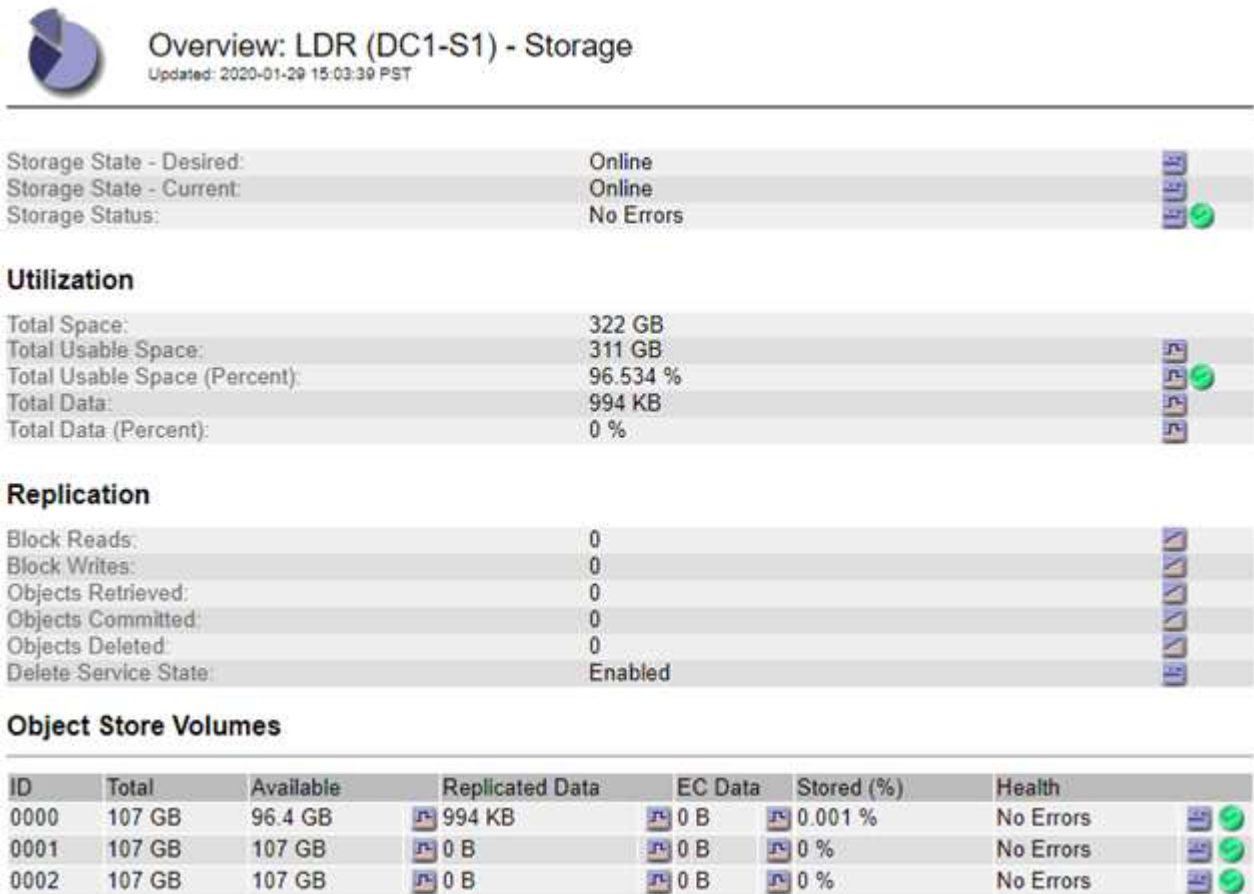 Overview: LDR (DC1-S1) - Storage
Updated: 2020-01-29 15:03:39 PST
Storage State - Desired: Online
Storage State - Current: Online
Storage Status: No Errors
Utilization
Total Space: 322 GB
Total Usable Space: 311 GB
Total Usable Space (Percent): 96.534 %
Total Data: 994 KB
Total Data (Percent): 0 %
Replication
Block Reads: 0
Block Writes: 0
Objects Retrieved: 0
Objects Committed: 0
Objects Deleted: 0
Delete Service State: Enabled
Object Store Volumes
ID Total Available Replicated Data EC Data Stored (%) Health
0000 107 GB 96.4 GB 994 KB 0 B 0.001 % No Errors
0001 107 GB 107 GB 0 B 0 B 0 % No Errors
0002 107 GB 107 GB 0 B 0 B 0 % No Errors